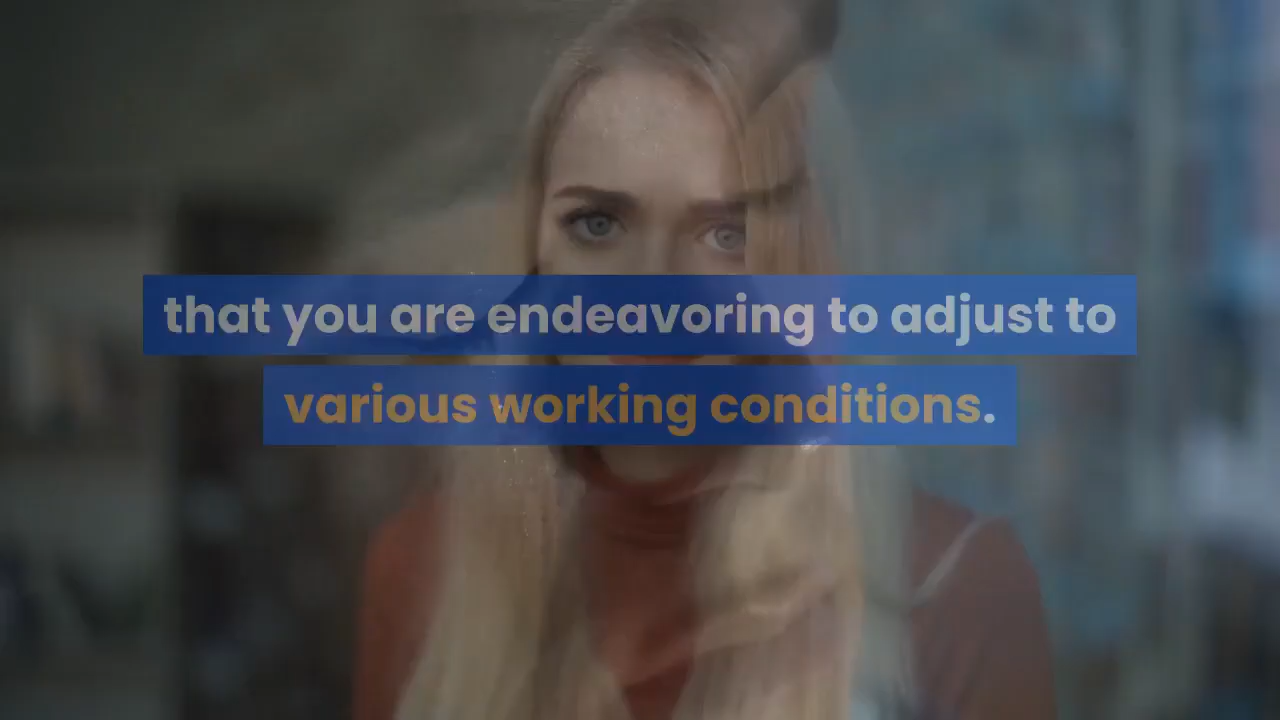 that you are endeavoring to adjust to
various working conditions.